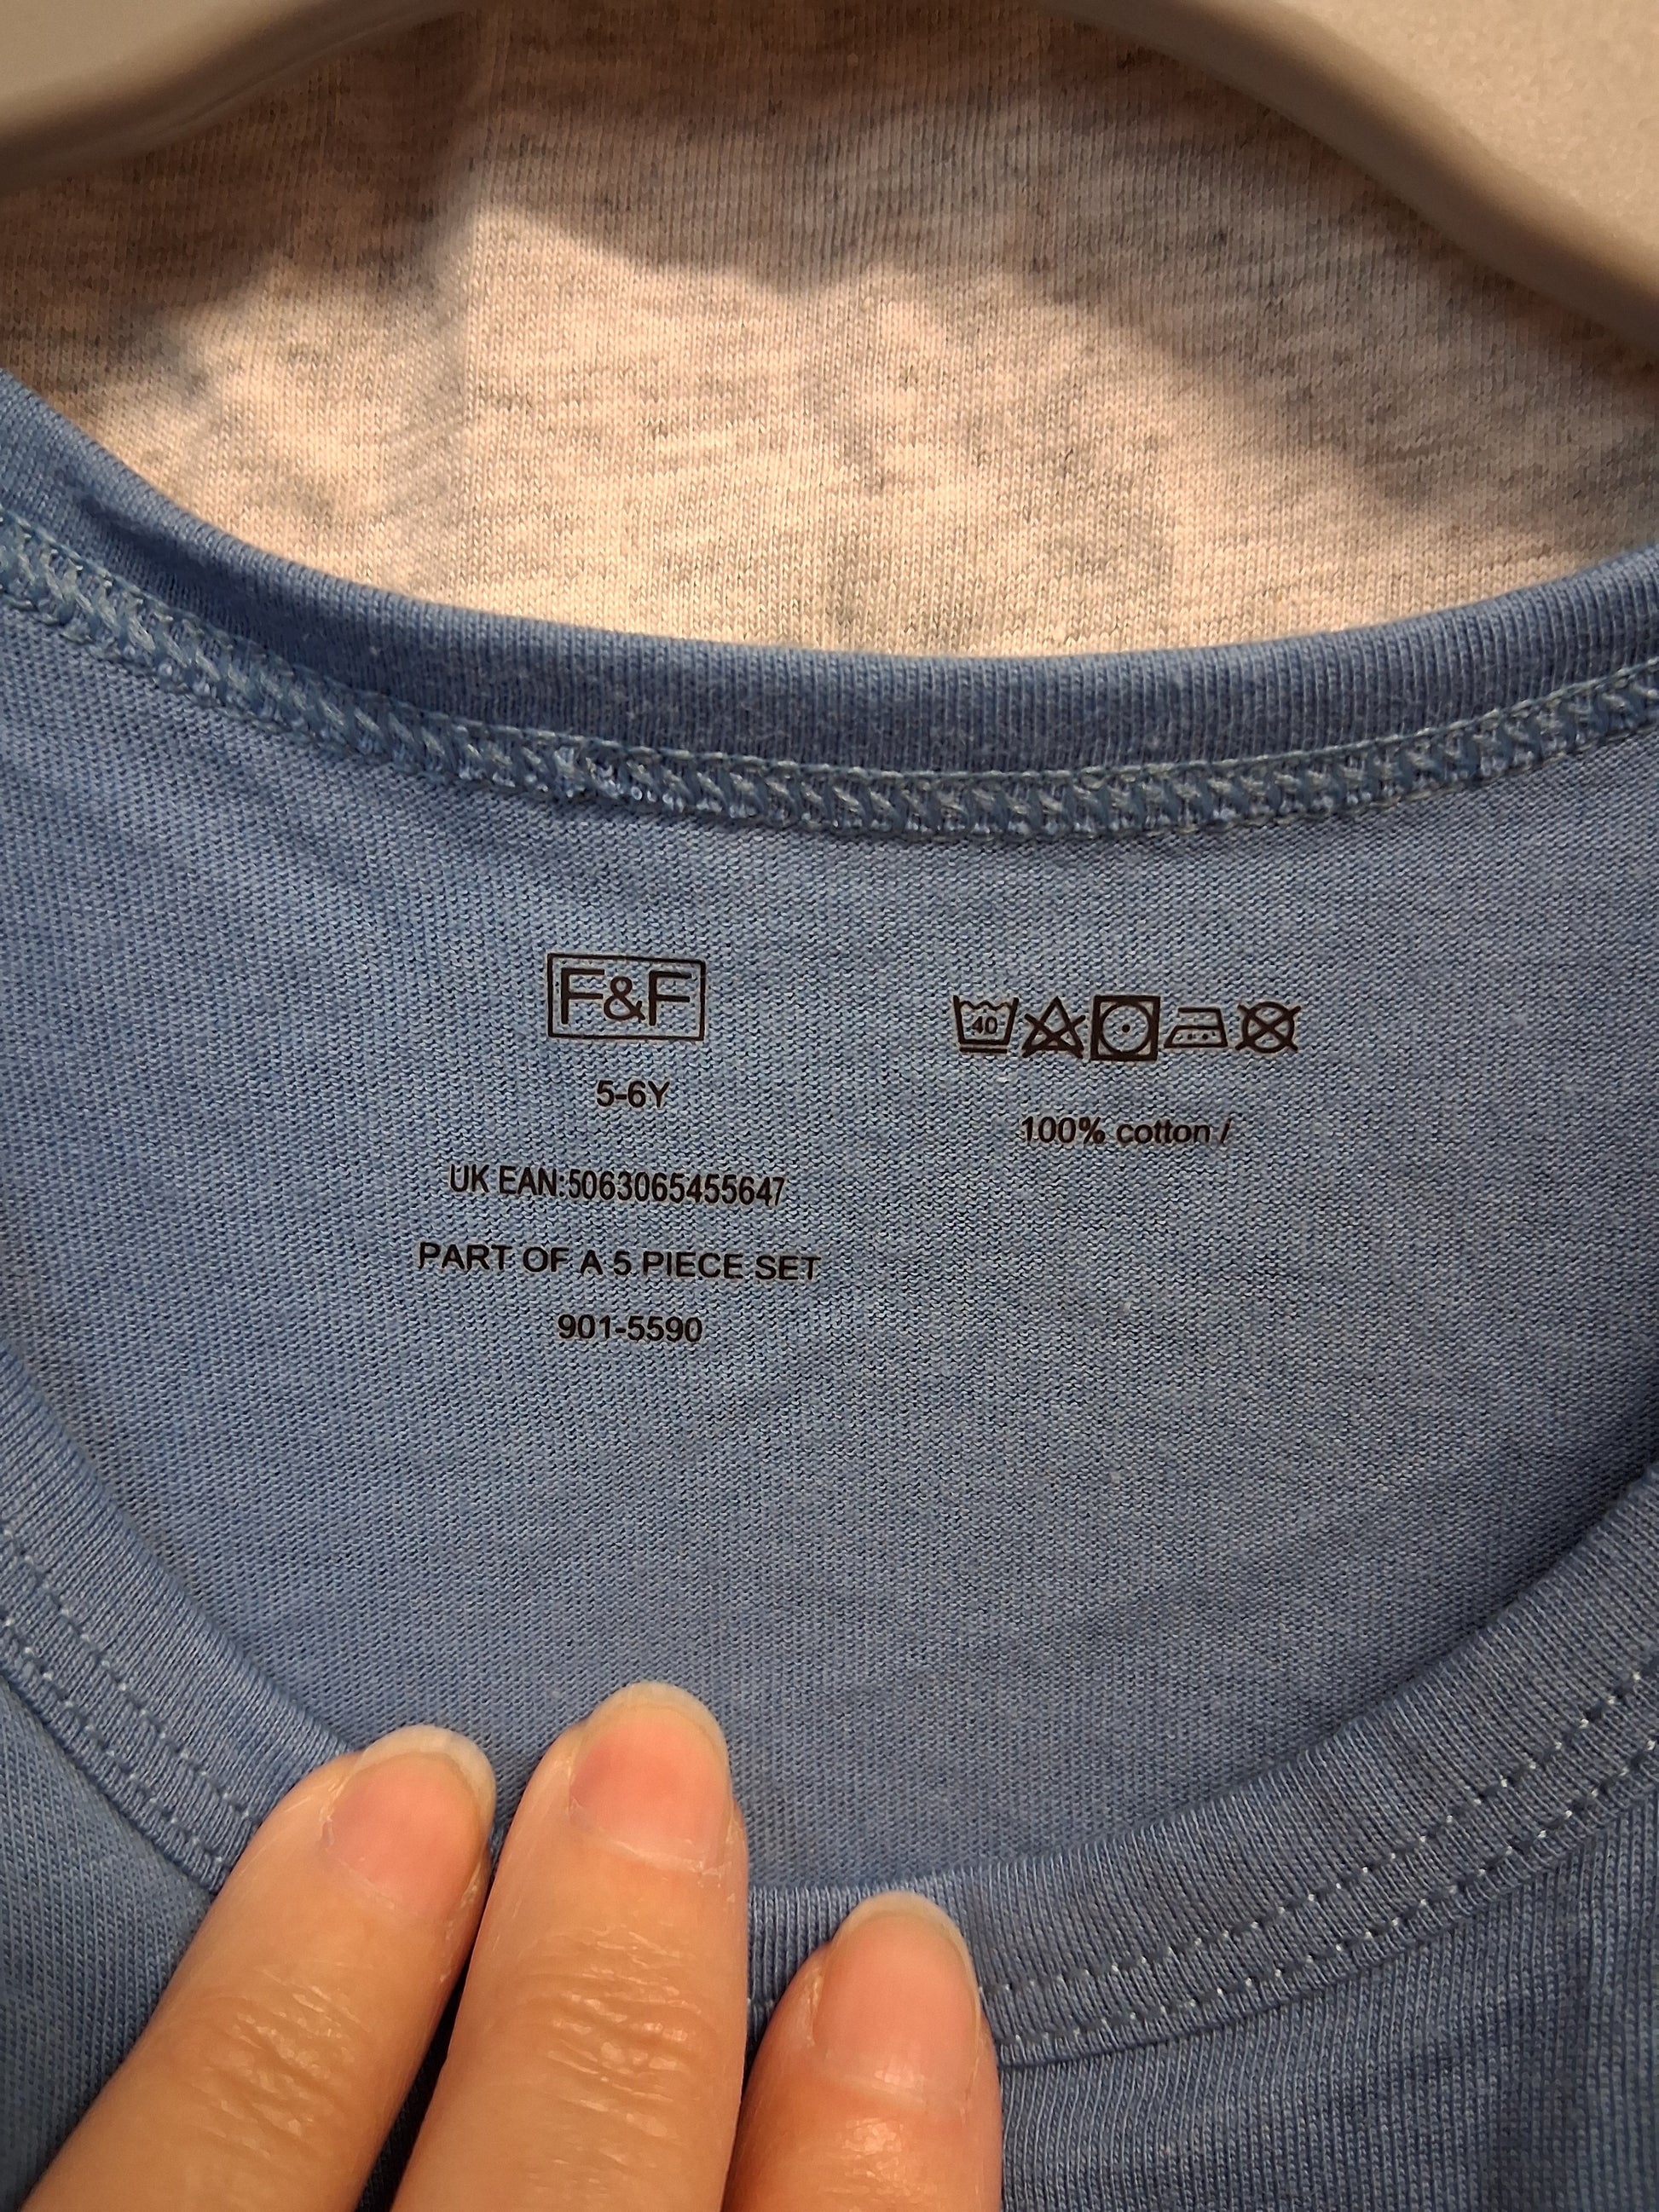 F&F
5-6Y
UK EAN:5063065455647
PART OF A 5 PIECE SET
901-5590
40
100% cotton /